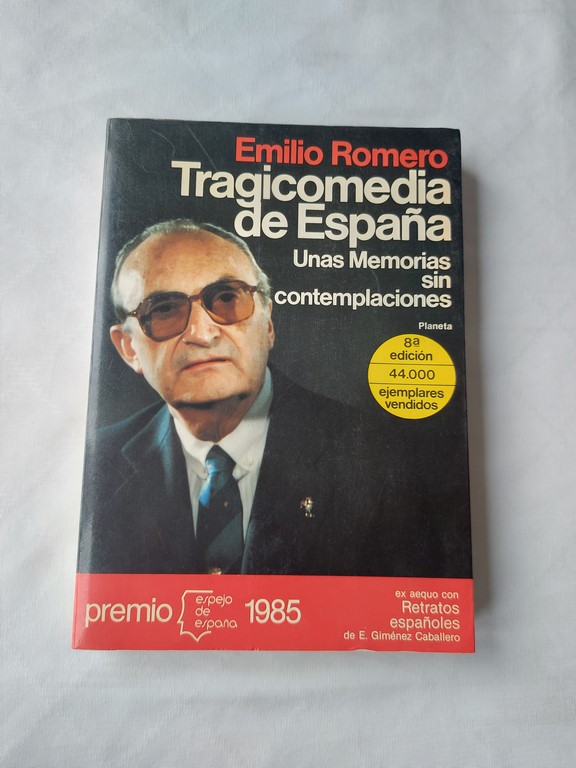 Emilio Romero
Tragicomedia
de España
Unas Memorias
sin
contemplaciones
Planeta
8ª
edición
44.000
ejemplares
vendidos
premio espejo de españa 1985
ex aequo con
Retratos
españoles
de E. Giménez Caballero